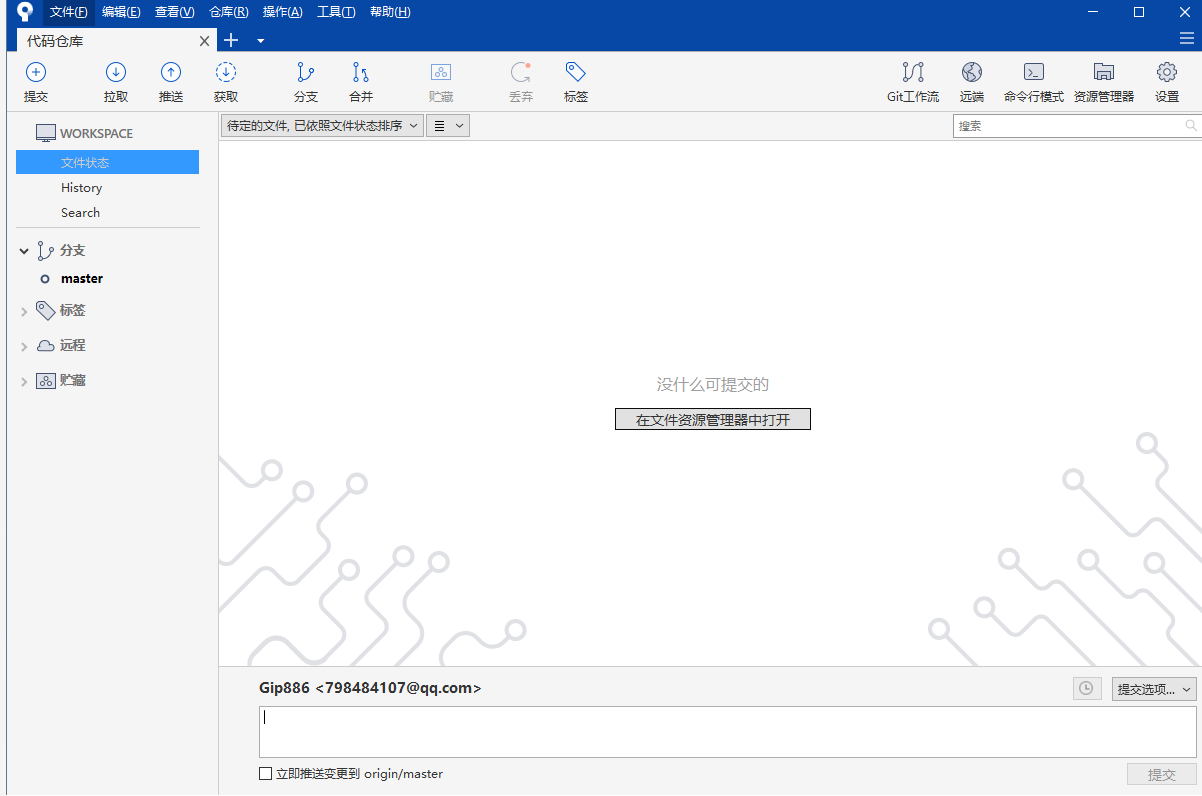 文件(F) 编辑(E) 查看(V) 仓库(R) 操作(A) 工具(T) 帮助(H)
代码仓库
提交 拉取 推送 获取 分支 合并 贮藏 丢弃 标签 Git工作流 远端 命令行模式 资源管理器 设置
WORKSPACE
文件状态
History
Search
分支
master
标签
远程
贮藏
待定的文件, 已依照文件状态排序
搜索
没什么可提交的
在文件资源管理器中打开
Gip886 <798484107@qq.com>
提交选项...
立即推送变更到 origin/master
提交